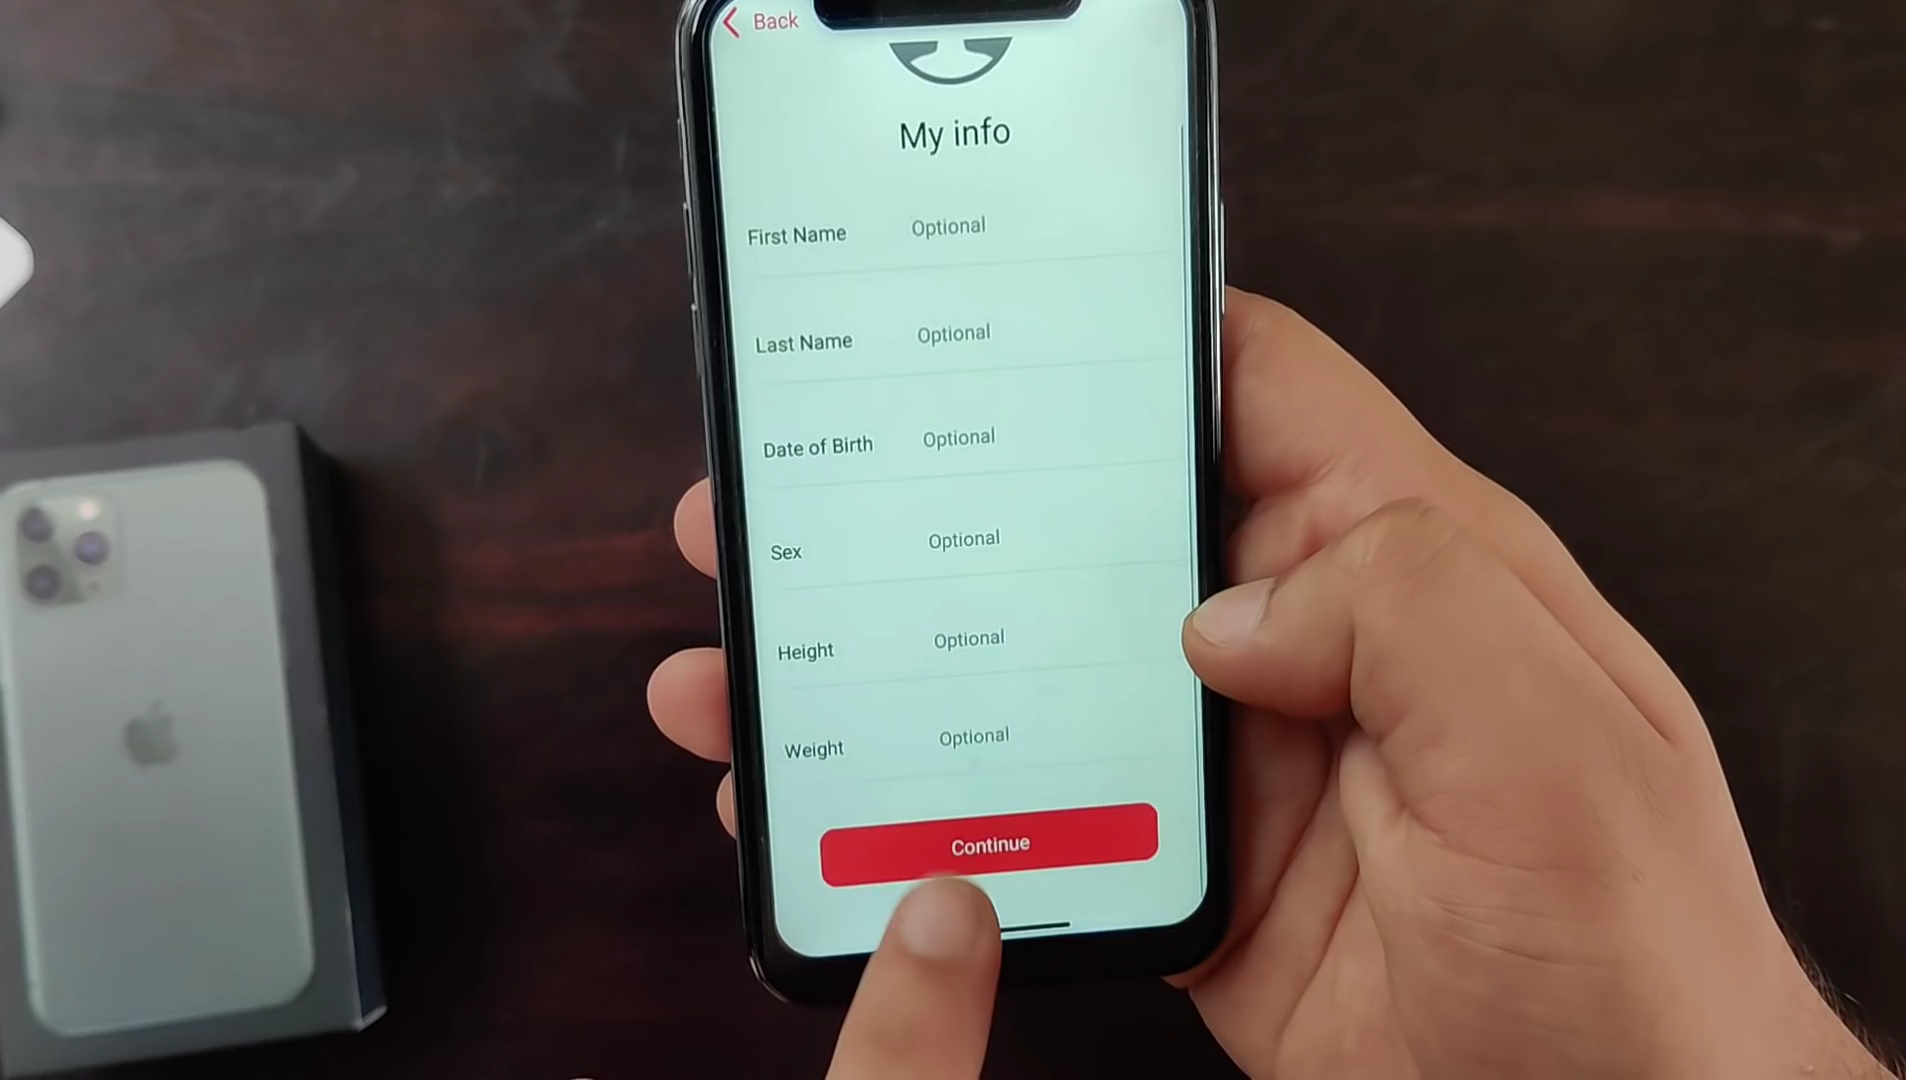 Back
My info
First Name Optional
Last Name Optional
Date of Birth Optional
Sex Optional
Height Optional
Weight Optional
Continue